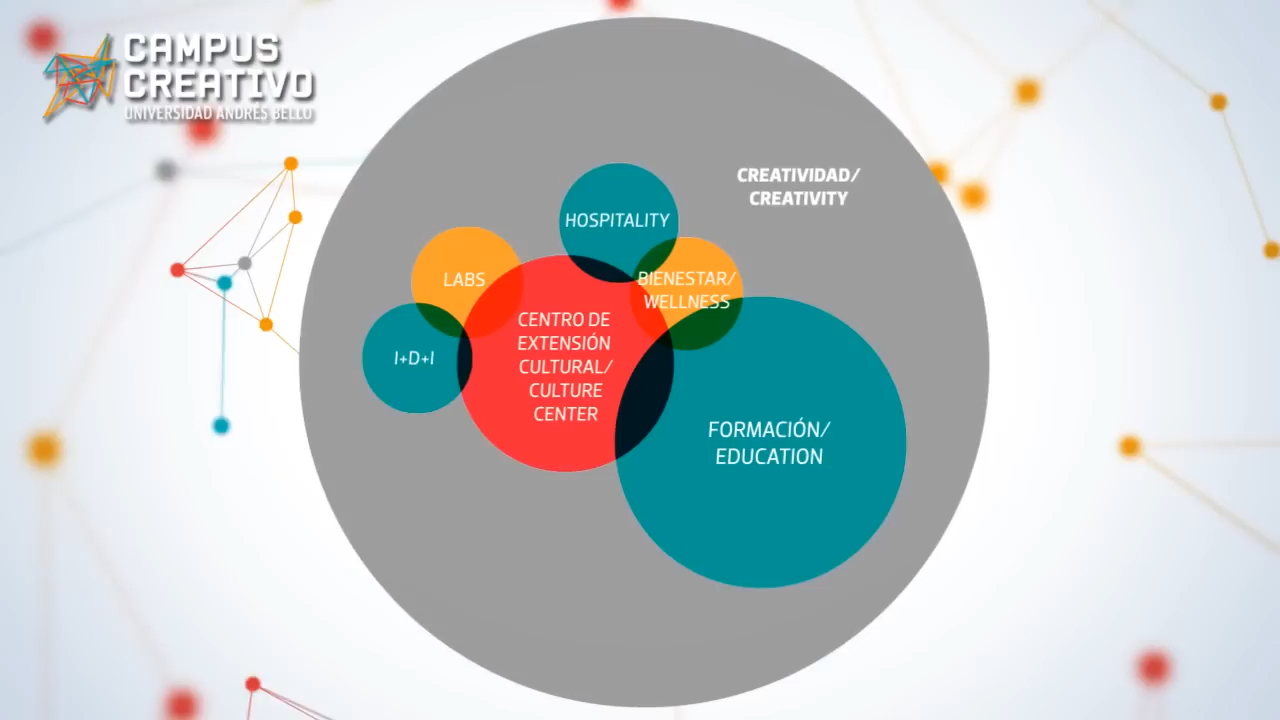 CAMPUS
CREATIVO
UNIVERSIDAD ANDRÉS BELLO
CREATIVIDAD/
CREATIVITY
HOSPITALITY
LABS
BIENESTAR/
WELLNESS
I+D+I
CENTRO DE
EXTENSIÓN
CULTURAL/
CULTURE
CENTER
FORMACIÓN/
EDUCATION